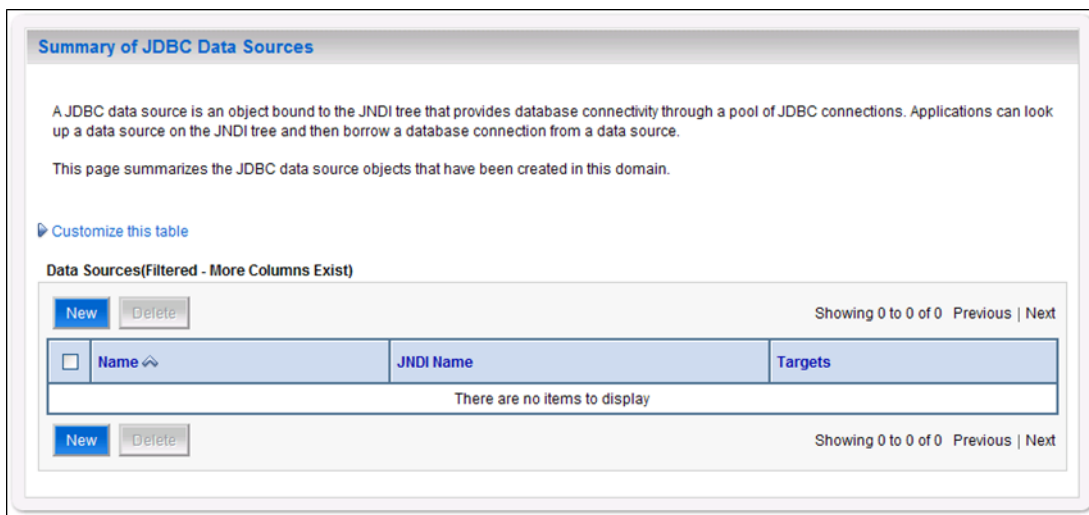 Summary of JDBC Data Sources
A JDBC data source is an object bound to the JNDI tree that provides database connectivity through a pool of JDBC connections. Applications can look
up a data source on the JNDI tree and then borrow a database connection from a data source.
This page summarizes the JDBC data source objects that have been created in this domain.
Customize this table
Data Sources(Filtered - More Columns Exist)
New Delete Showing 0 to 0 of 0 Previous | Next
Name JNDI Name Targets
There are no items to display
New Delete Showing 0 to 0 of 0 Previous | Next